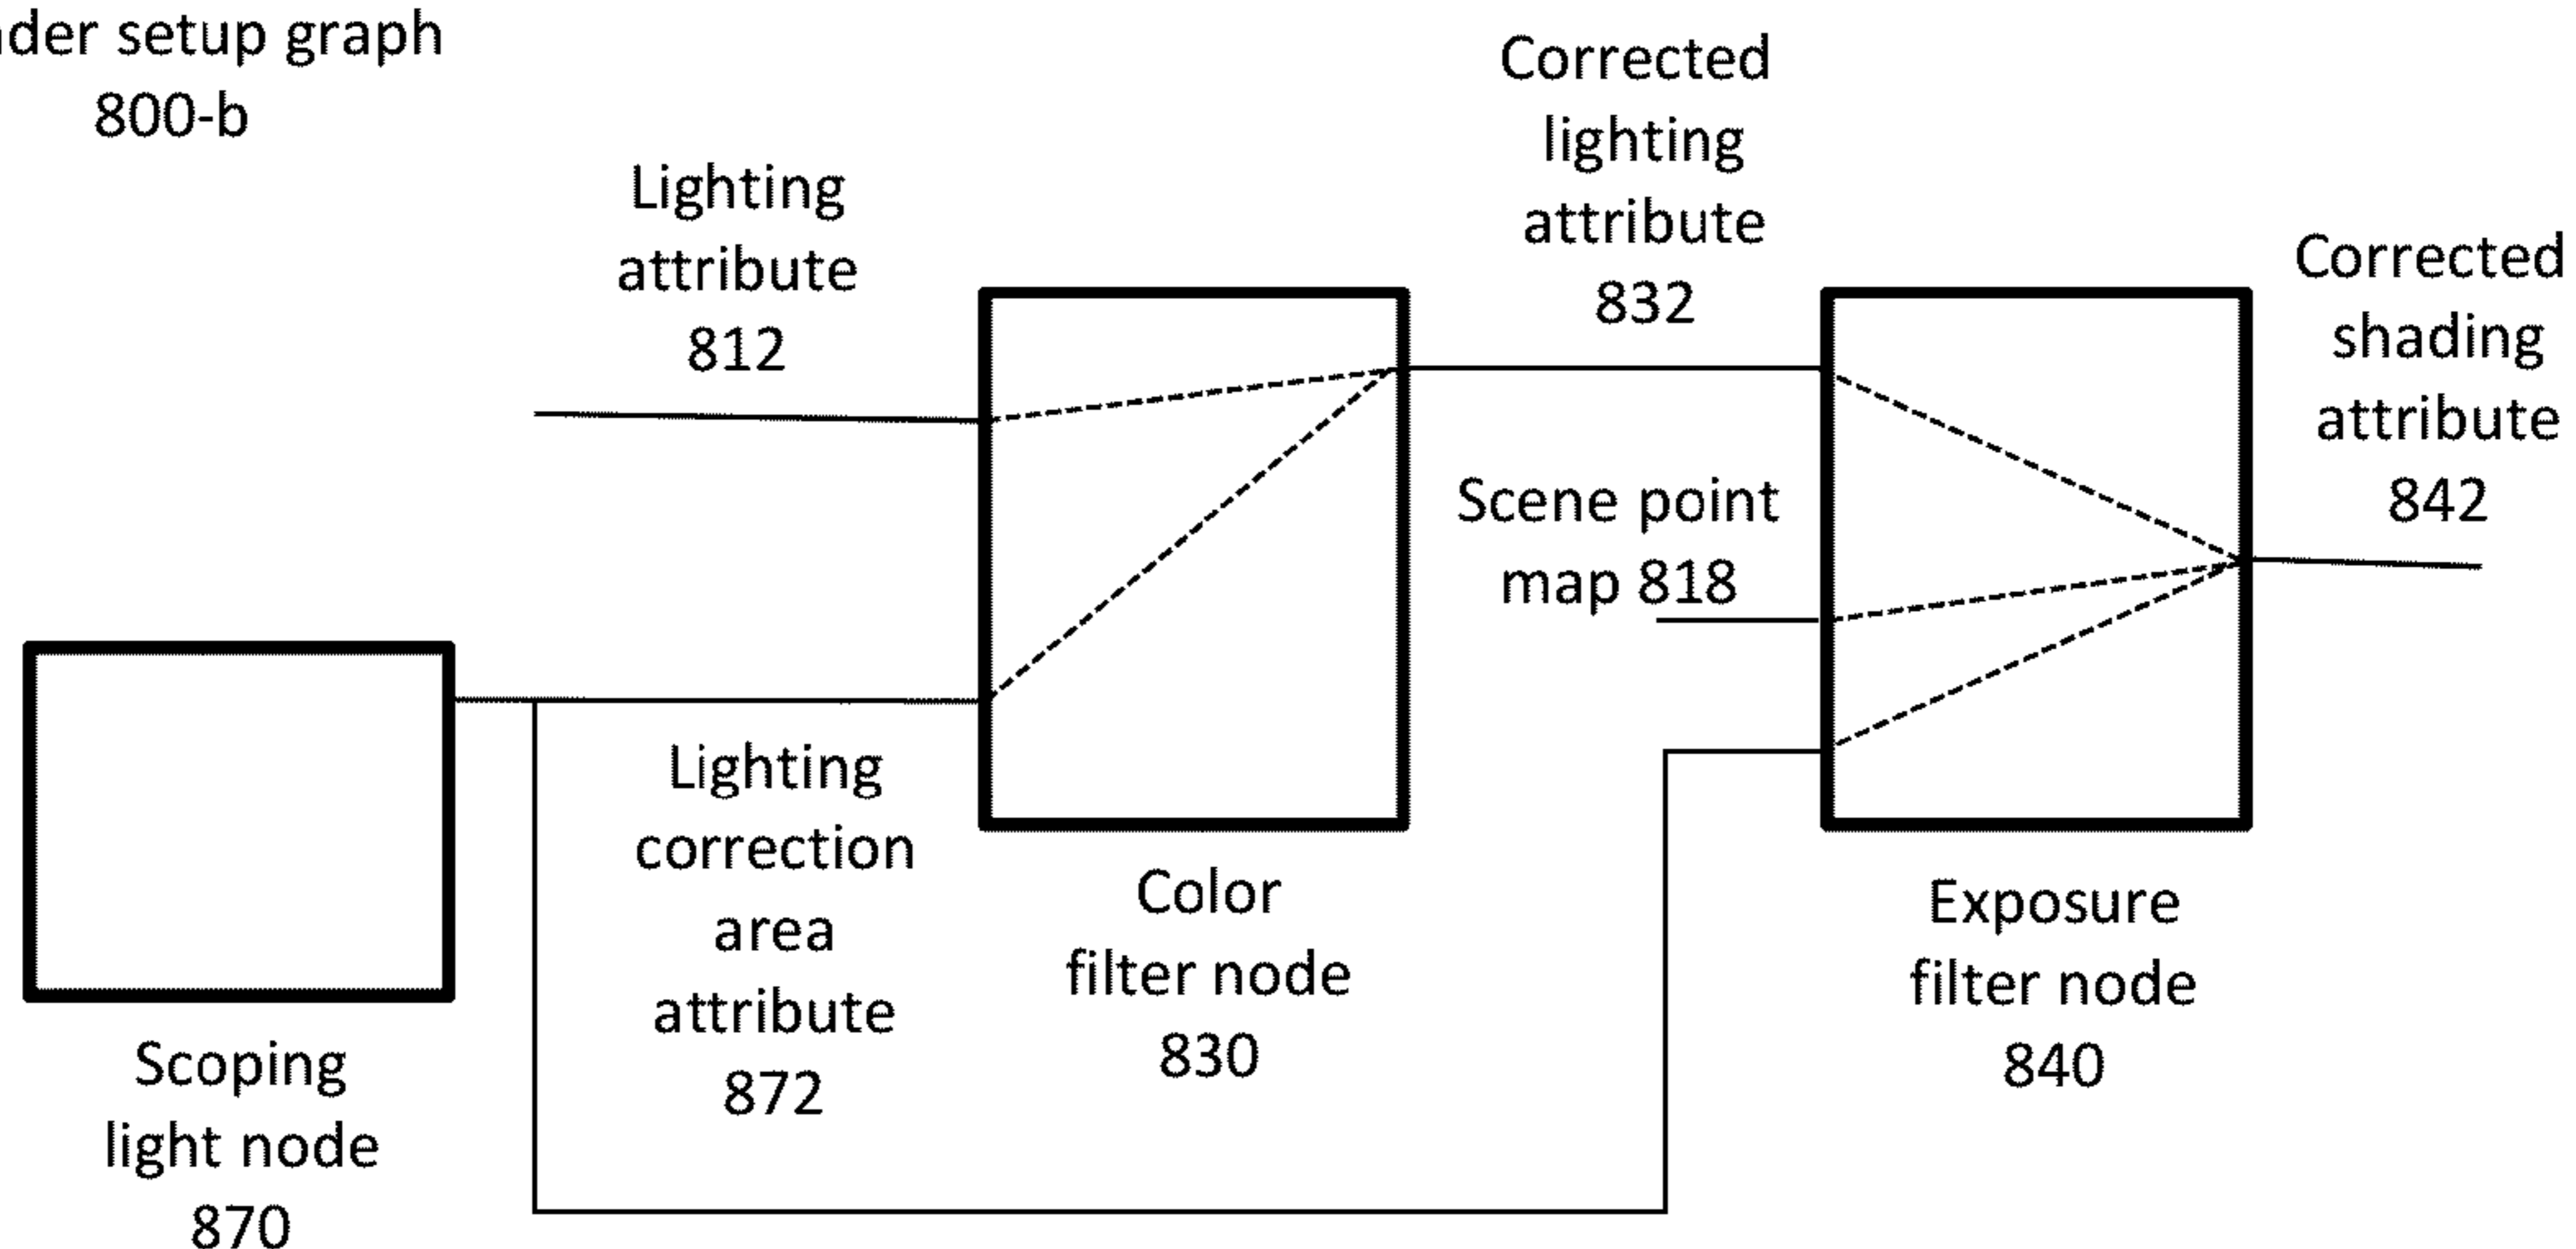 setup graph
800-b
Lighting
attribute
812
Corrected
lighting
attribute
832
Corrected
shading
attribute
842
Scene point
map 818
Lighting
correction
area
attribute
872
Color
filter node
830
Exposure
filter node
840
Scoping
light node
870